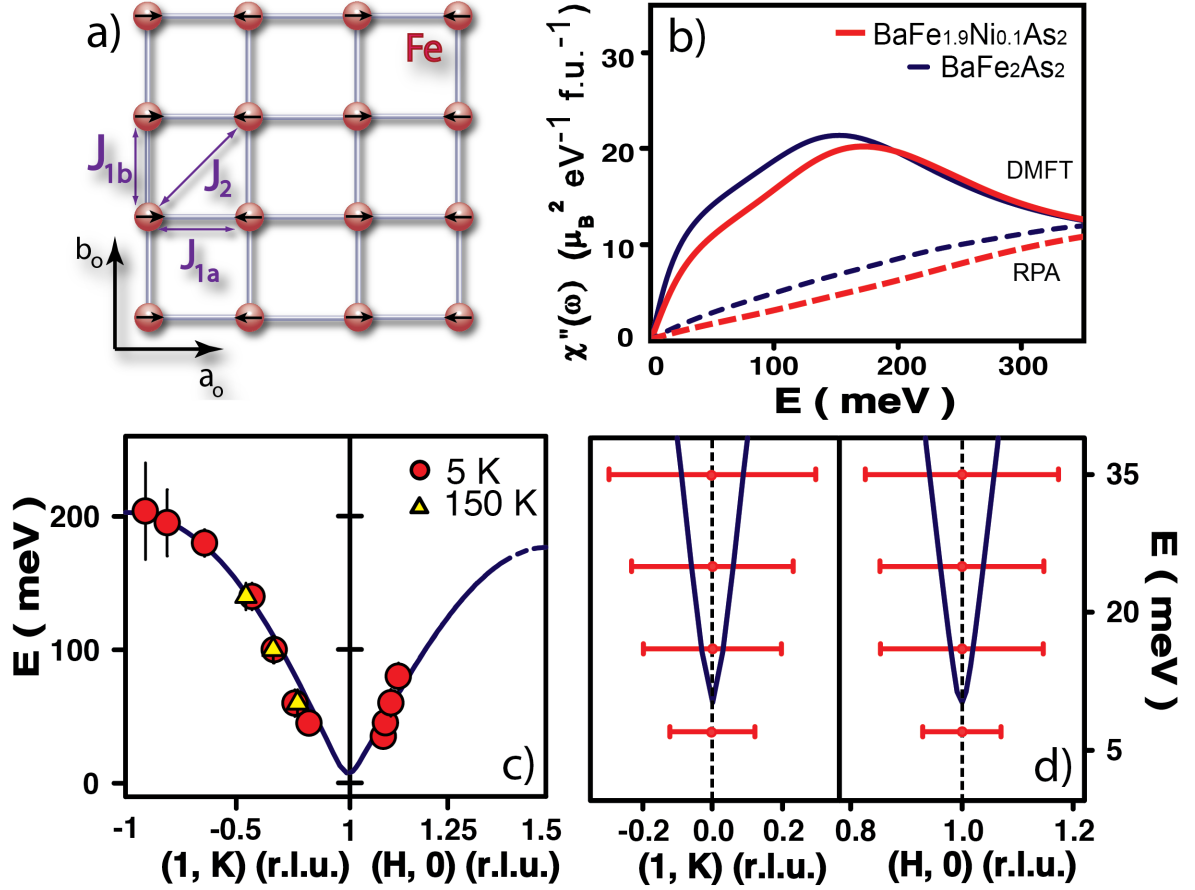 a)
Fe
J1b
J2
J1a
bo
ao
b)
BaFe1.9Ni0.1As2
BaFe2As2
30
20
10
0
χ"(ω) (μB² eV⁻¹ f.u.⁻¹)
DMFT
RPA
0 100 200 300
E ( meV )
5 K
150 K
200
100
0
E ( meV )
c)
-1 -0.5 1 1.25 1.5
(1, K) (r.l.u.) (H, 0) (r.l.u.)
35
20
5
E ( meV )
d)
-0.2 0.0 0.2 0.8 1.0 1.2
(1, K) (r.l.u.) (H, 0) (r.l.u.)